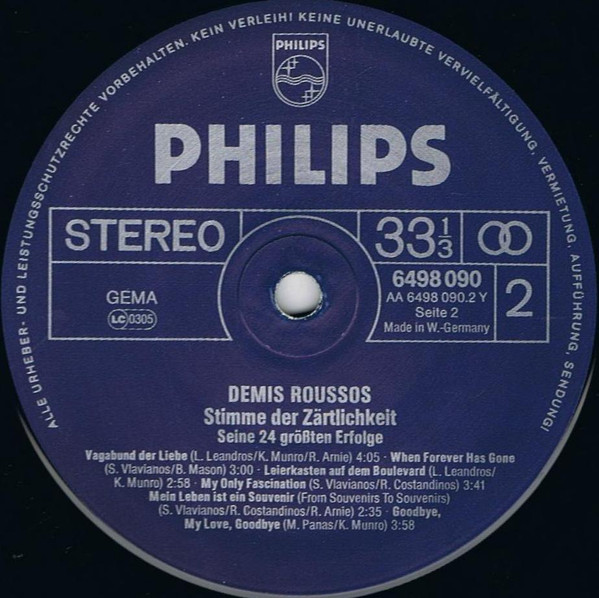 ALLE URHEBER- UND LEISTUNGSSCHUTZRECHTE VORBEHALTEN. KEIN VERLEIH! KEINE UNERLAUBTE VERVIELFÄLTIGUNG, VERMIETUNG, AUFFÜHRUNG, SENDUNG!
PHILIPS
PHILIPS
STEREO
33 1/3
6498 090
AA 6498 090.2 Y
Seite 2
Made in W.-Germany
2
GEMA
LC 0305
DEMIS ROUSSOS
Stimme der Zärtlichkeit
Seine 24 größten Erfolge
Vagabund der Liebe (L. Leandros/K. Munro/R. Arnie) 4:05 · When Forever Has Gone
(S. Vlavianos/B. Mason) 3:00 · Leierkasten auf dem Boulevard (L. Leandros/
K. Munro) 2:58 · My Only Fascination (S. Vlavianos/R. Costandinos) 3:41
Mein Leben ist ein Souvenir (From Souvenirs To Souvenirs)
(S. Vlavianos/R. Costandinos/R. Arnie) 2:35 · Goodbye,
My Love, Goodbye (M. Panas/K. Munro) 3:58